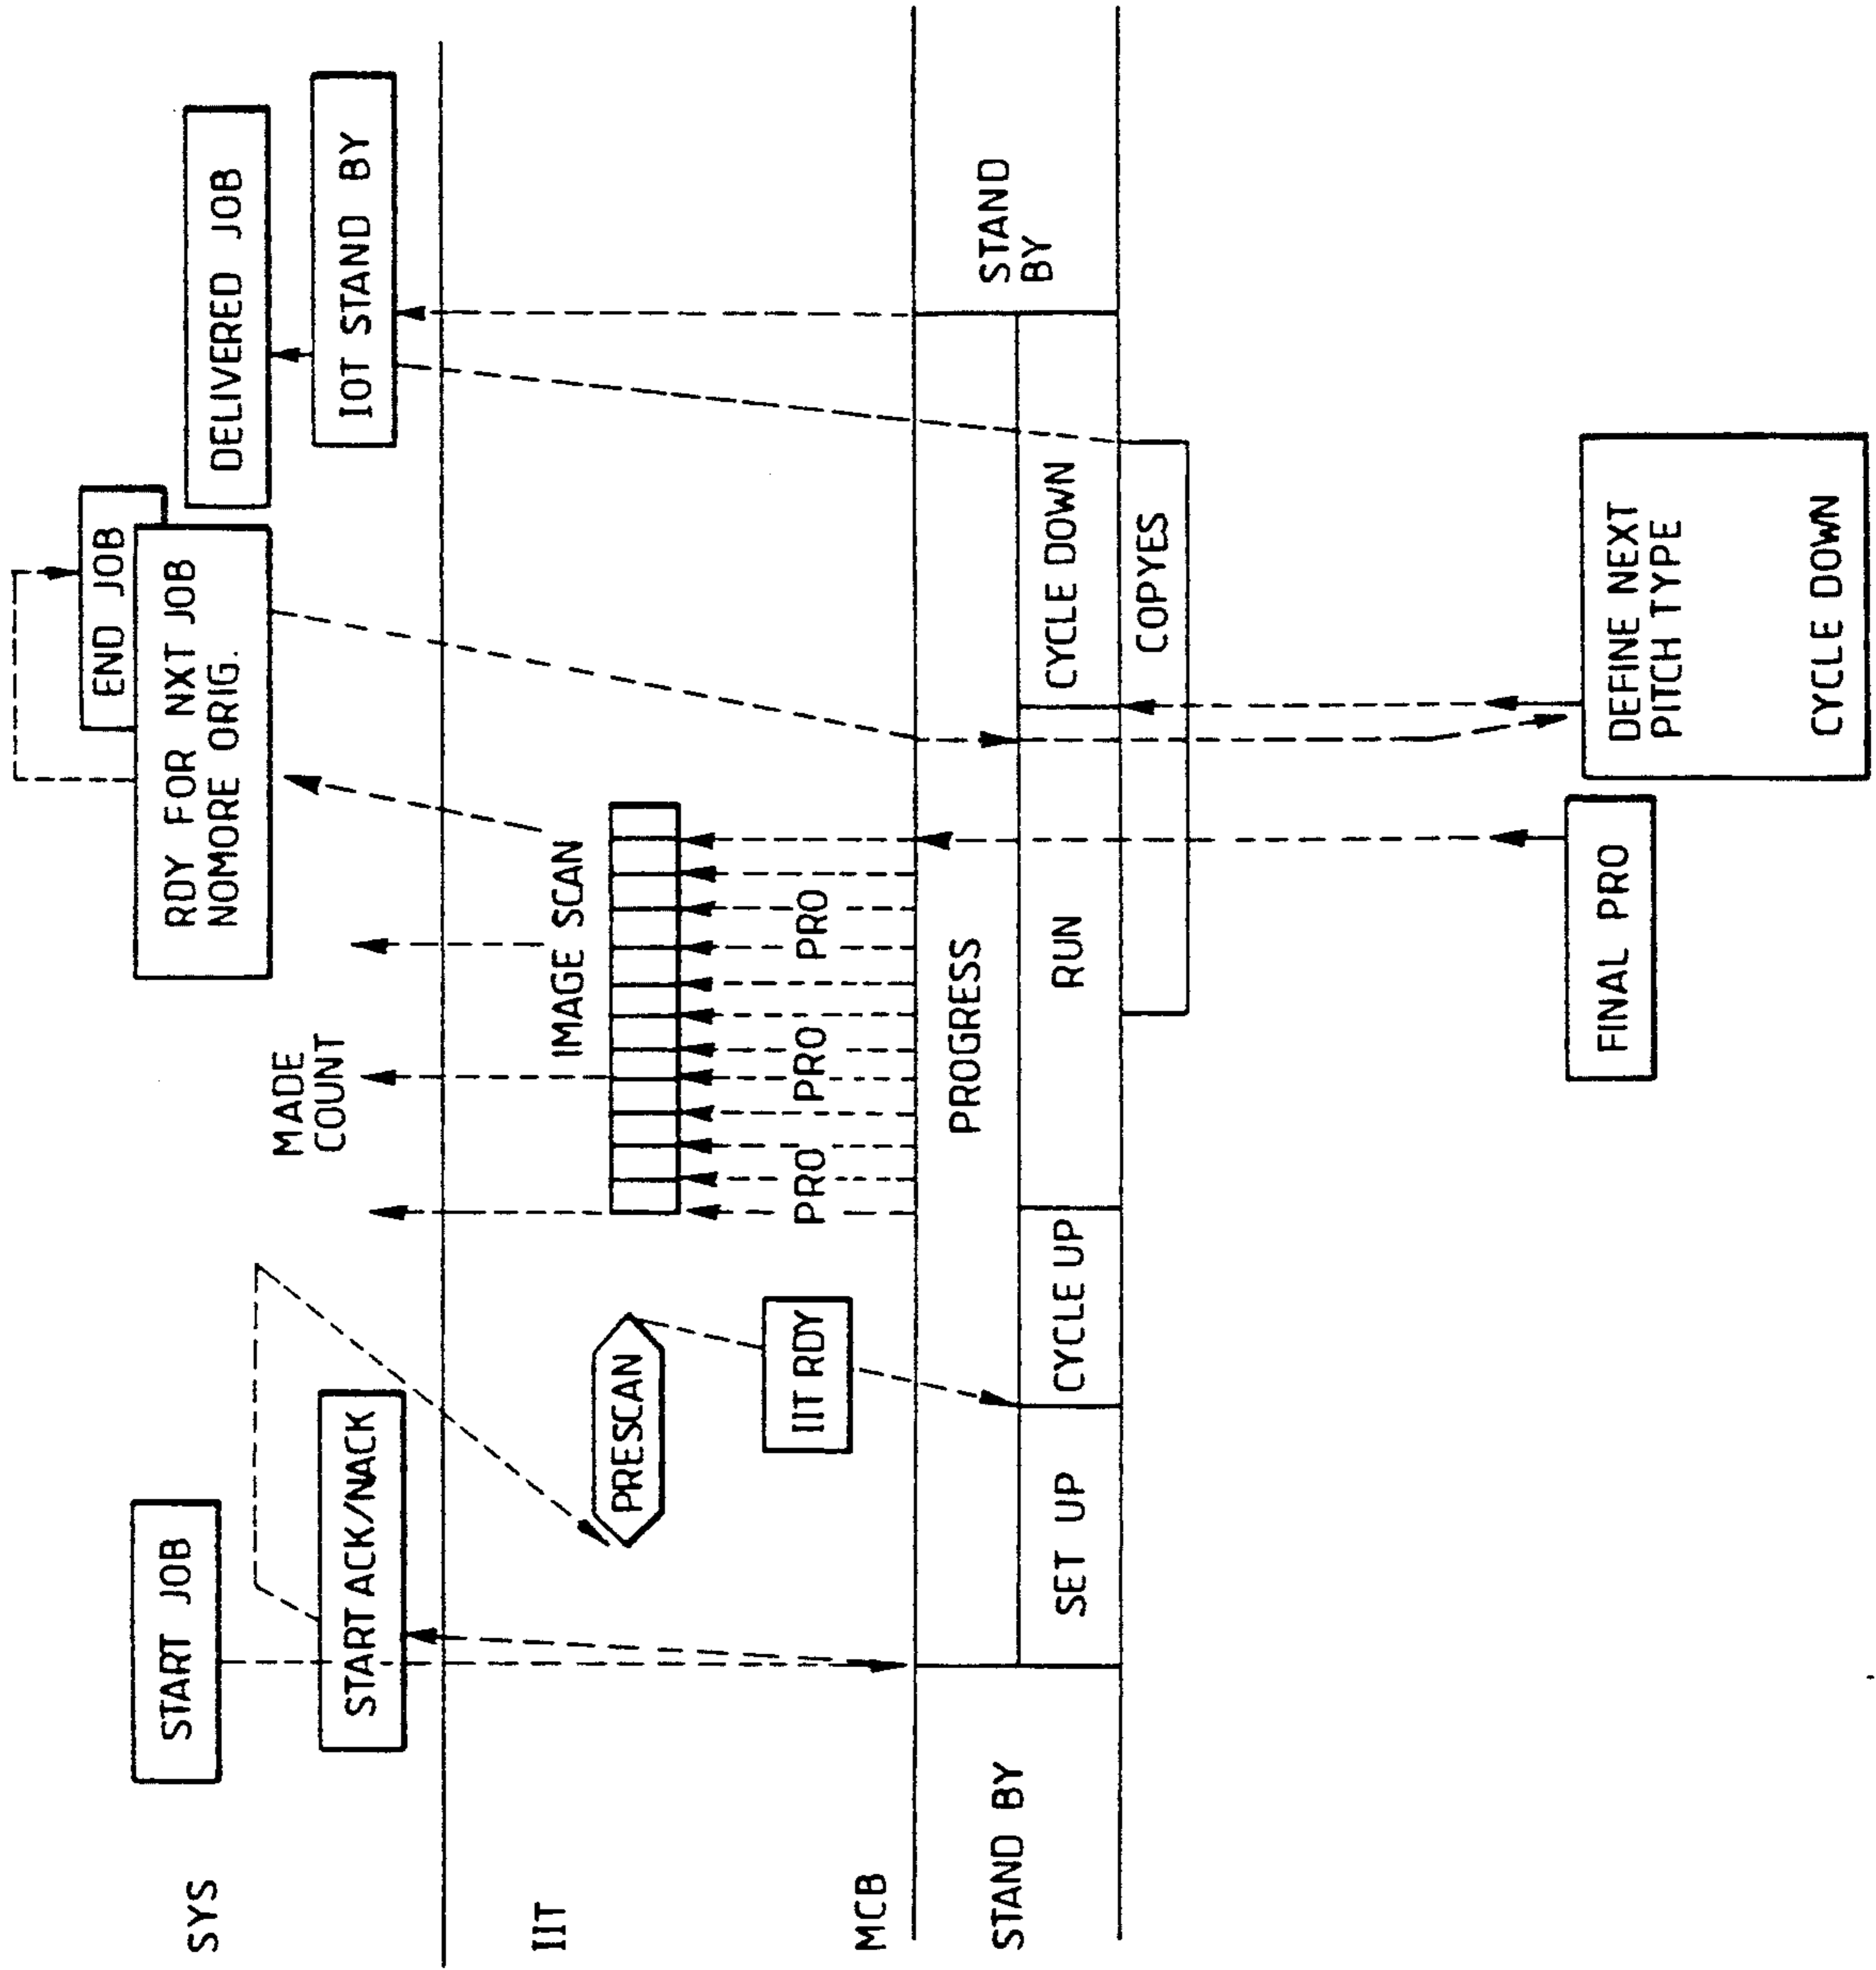 SYS
START JOB
START ACK/NACK
MADE
COUNT
END JOB
RDY FOR NXT JOB
NOMORE ORIG.
DELIVERED JOB
IOT STAND BY
IIT
PRESCAN
IIT RDY
IMAGE SCAN
PRO
PRO
PRO
MCB
STAND BY
PROGRESS
STAND
BY
SET UP
CYCLE UP
RUN
CYCLE DOWN
COPYES
FINAL PRO
DEFINE NEXT
PITCH TYPE
CYCLE DOWN